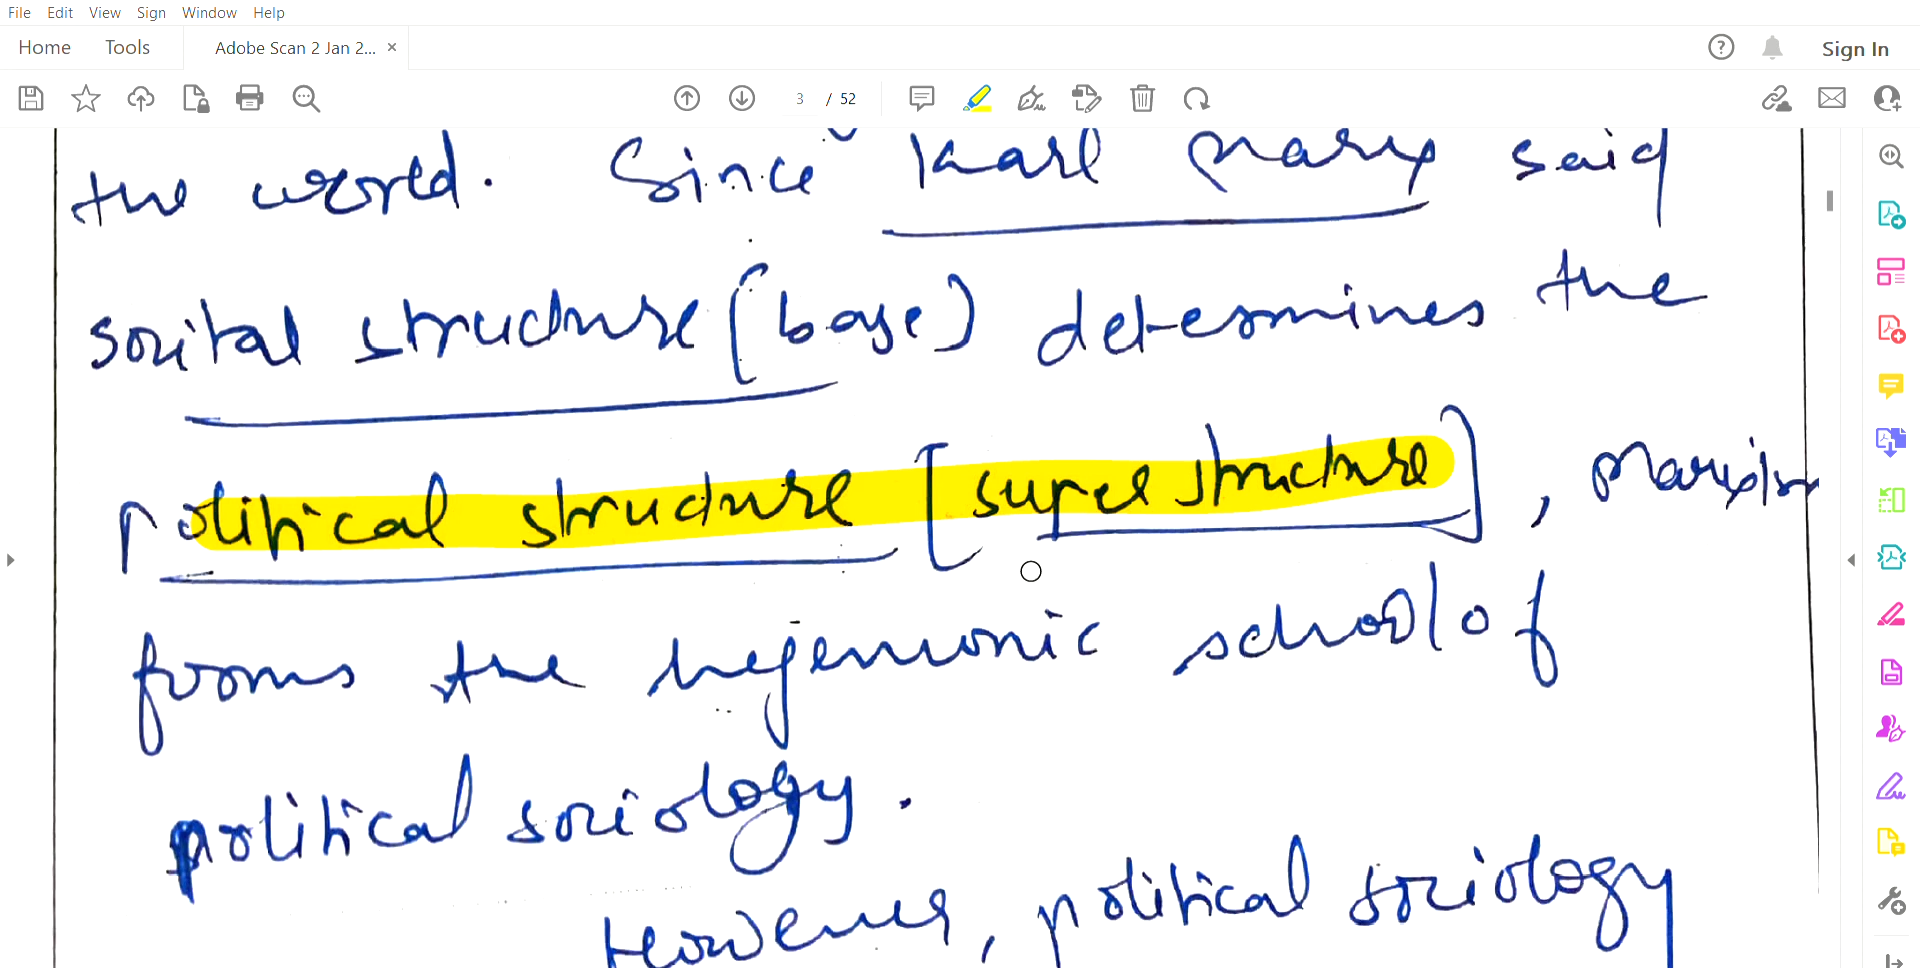 File Edit View Sign Window Help
Home Tools Adobe Scan 2 Jan 2... × Sign In
3 / 52
the world. Since Karl Marx said
socital structure (base) determines the
political structure [super structure], Marxism
forms the hegemonic school of
political sociology.
However, political sociology